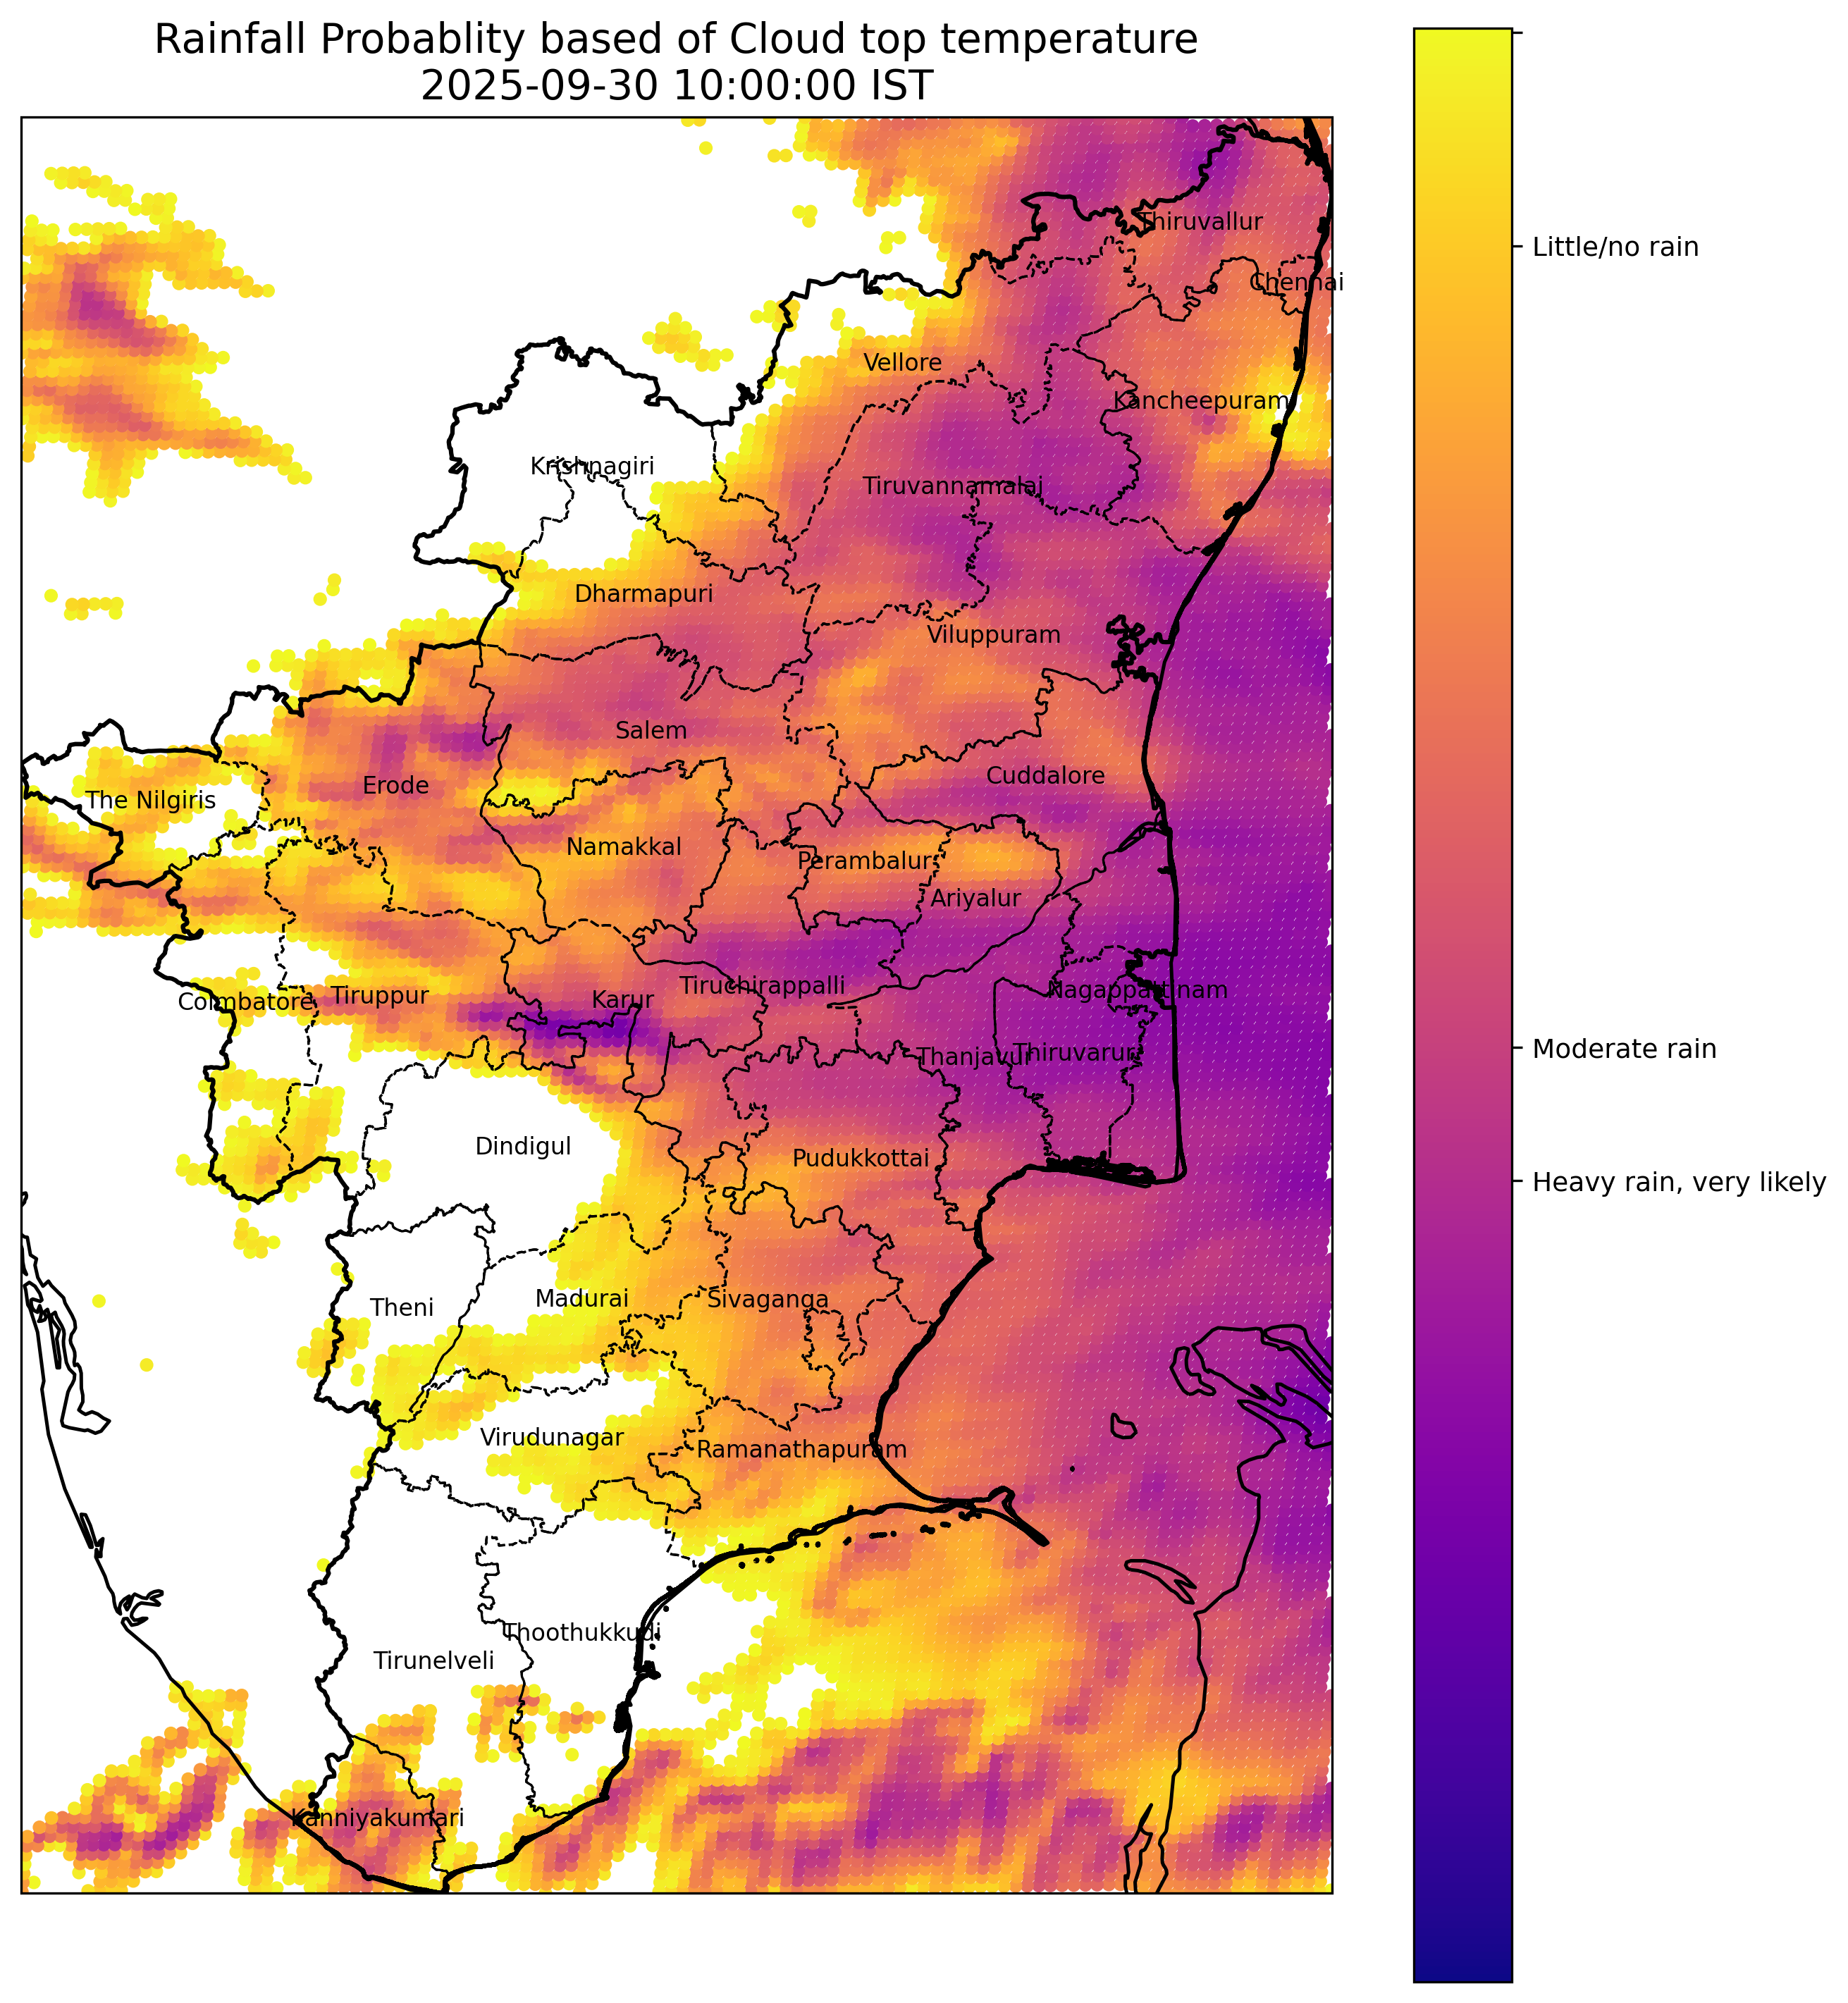 Rainfall Probablity based of Cloud top temperature
2025-09-30 10:00:00 IST
Thiruvallur
Little/no rain
Chennai
Vellore
Kancheepuram
Krishnagiri
Tiruvannamalaj
Dharmapuri
Viluppuram
Salem
Cuddalore
Erode
The Nilgiris
Namakkal
Perambalur
Ariyalur
Tiruchirappalli
Nagappattinam
Coimbatore
Tiruppur
Karur
Moderate rain
Thanjavur
Thiruvarur
Dindigul
Pudukkottai
Heavy rain, very likely
Madurai
Sivaganga
Theni
Virudunagar
Ramanathapuram
Thoothukkudi
Tirunelveli
Kanniyakumari